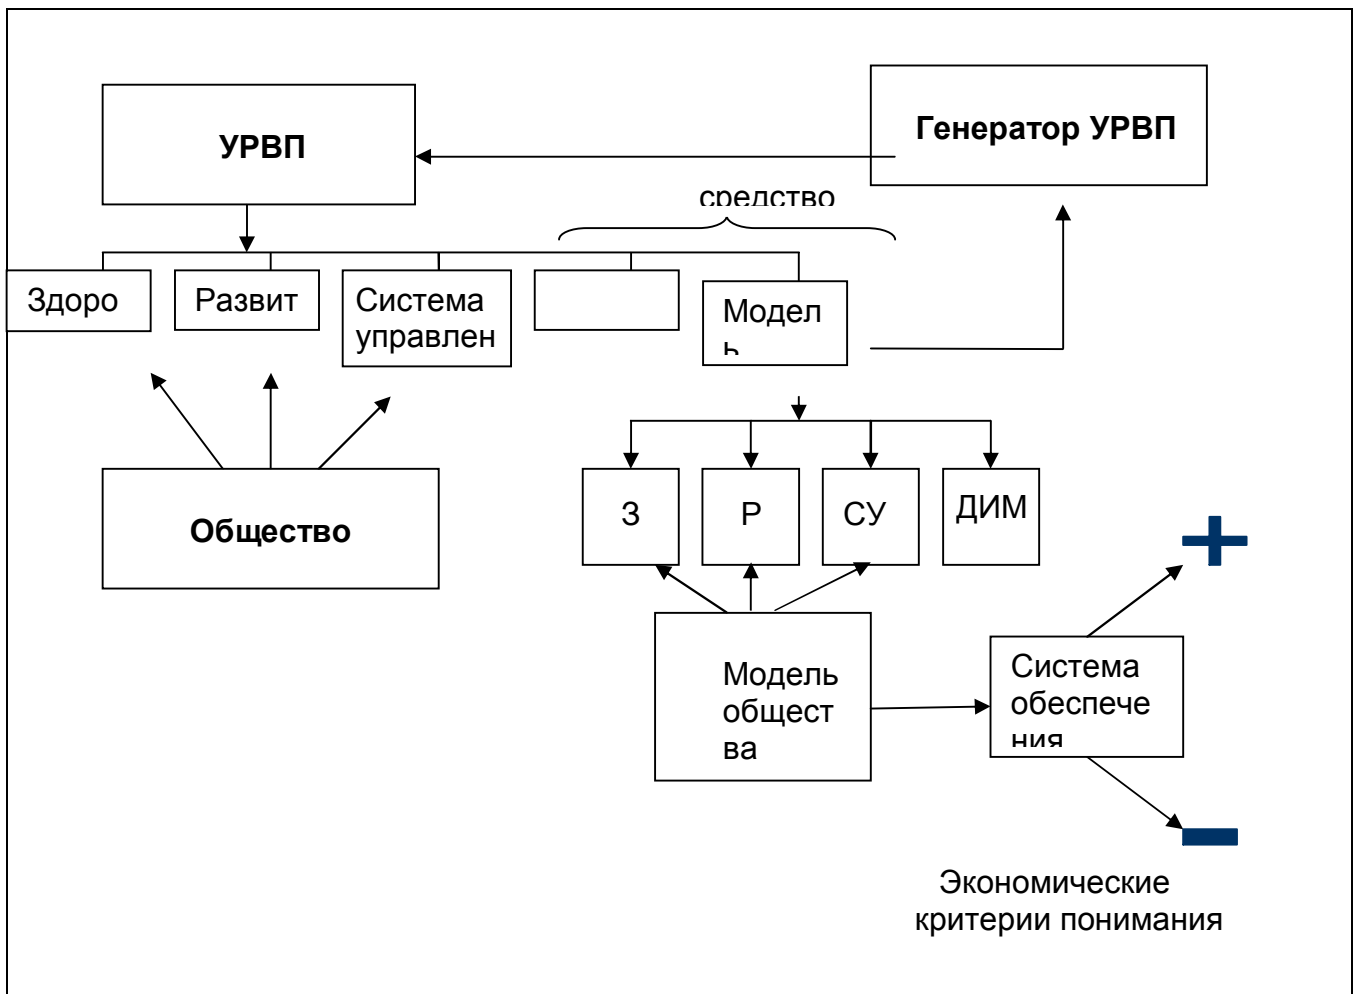 УРВП
Генератор УРВП
средство
Здоро
Развит
Система
управлен
Модел
ь
З
Р
СУ
ДИМ
Общество
Модель
общест
ва
Система
обеспече
ния
+
−
Экономические
критерии понимания